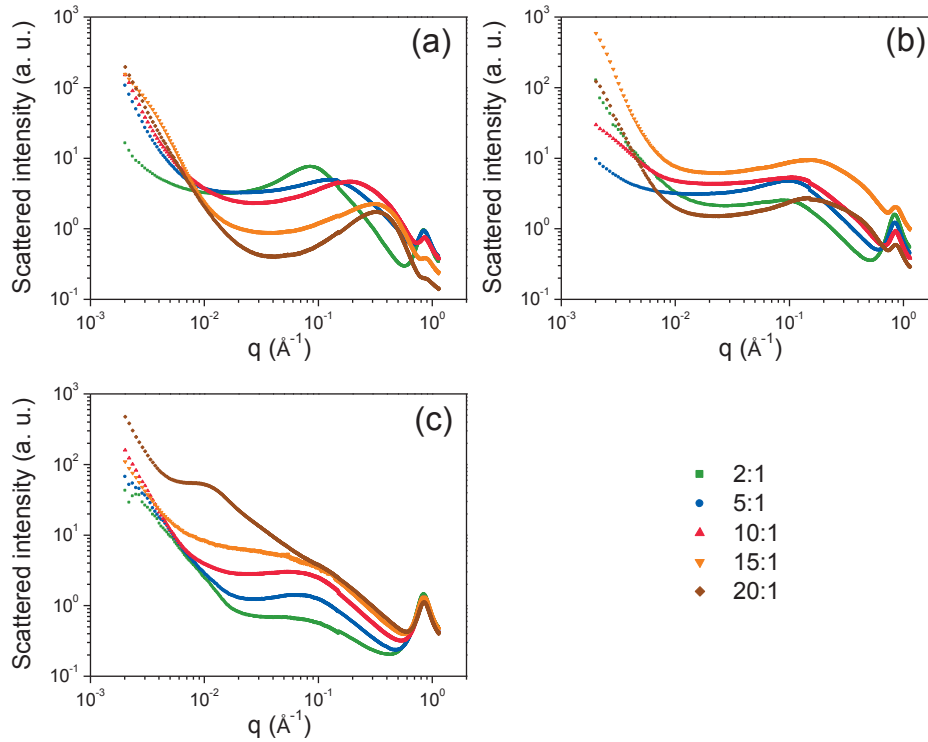 (a)
Scattered intensity (a. u.)
10³
10²
10¹
10⁰
10⁻¹
10⁻³ 10⁻² 10⁻¹ 10⁰
q (Å⁻¹)
(b)
Scattered intensity (a. u.)
10³
10²
10¹
10⁰
10⁻¹
10⁻³ 10⁻² 10⁻¹ 10⁰
q (Å⁻¹)
(c)
Scattered intensity (a. u.)
10³
10²
10¹
10⁰
10⁻¹
10⁻³ 10⁻² 10⁻¹ 10⁰
q (Å⁻¹)
2:1
5:1
10:1
15:1
20:1